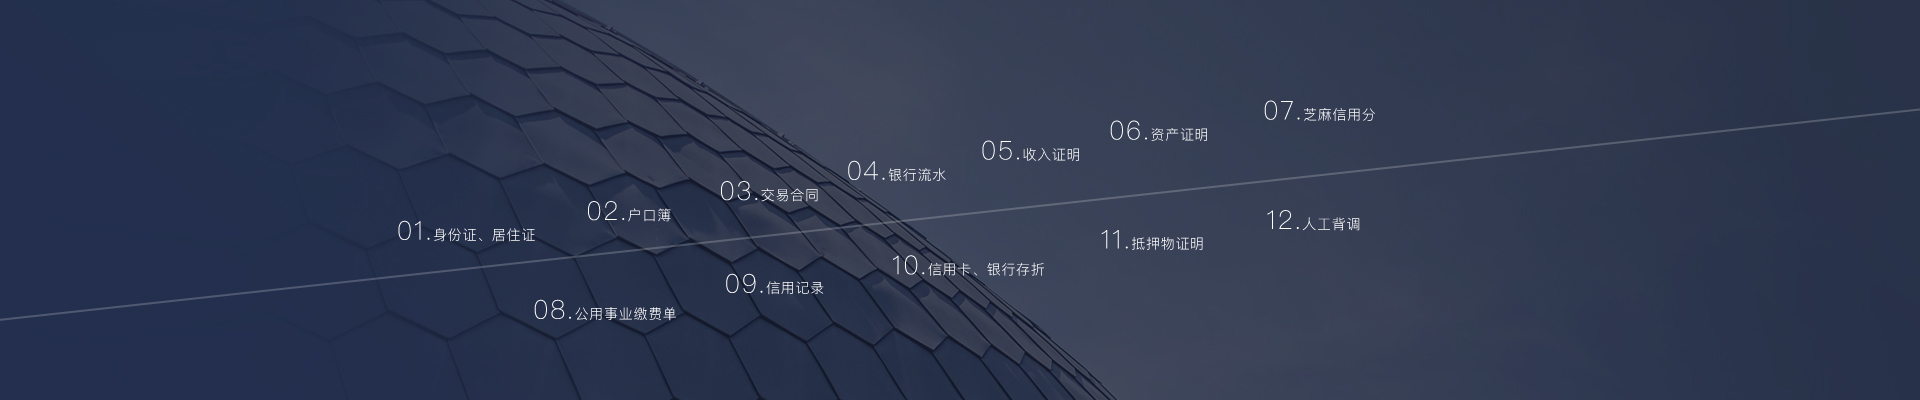 01.身份证、居住证
02.户口簿
03.交易合同
04.银行流水
05.收入证明
06.资产证明
07.芝麻信用分
08.公用事业缴费单
09.信用记录
10.信用卡、银行存折
11.抵押物证明
12.人工背调